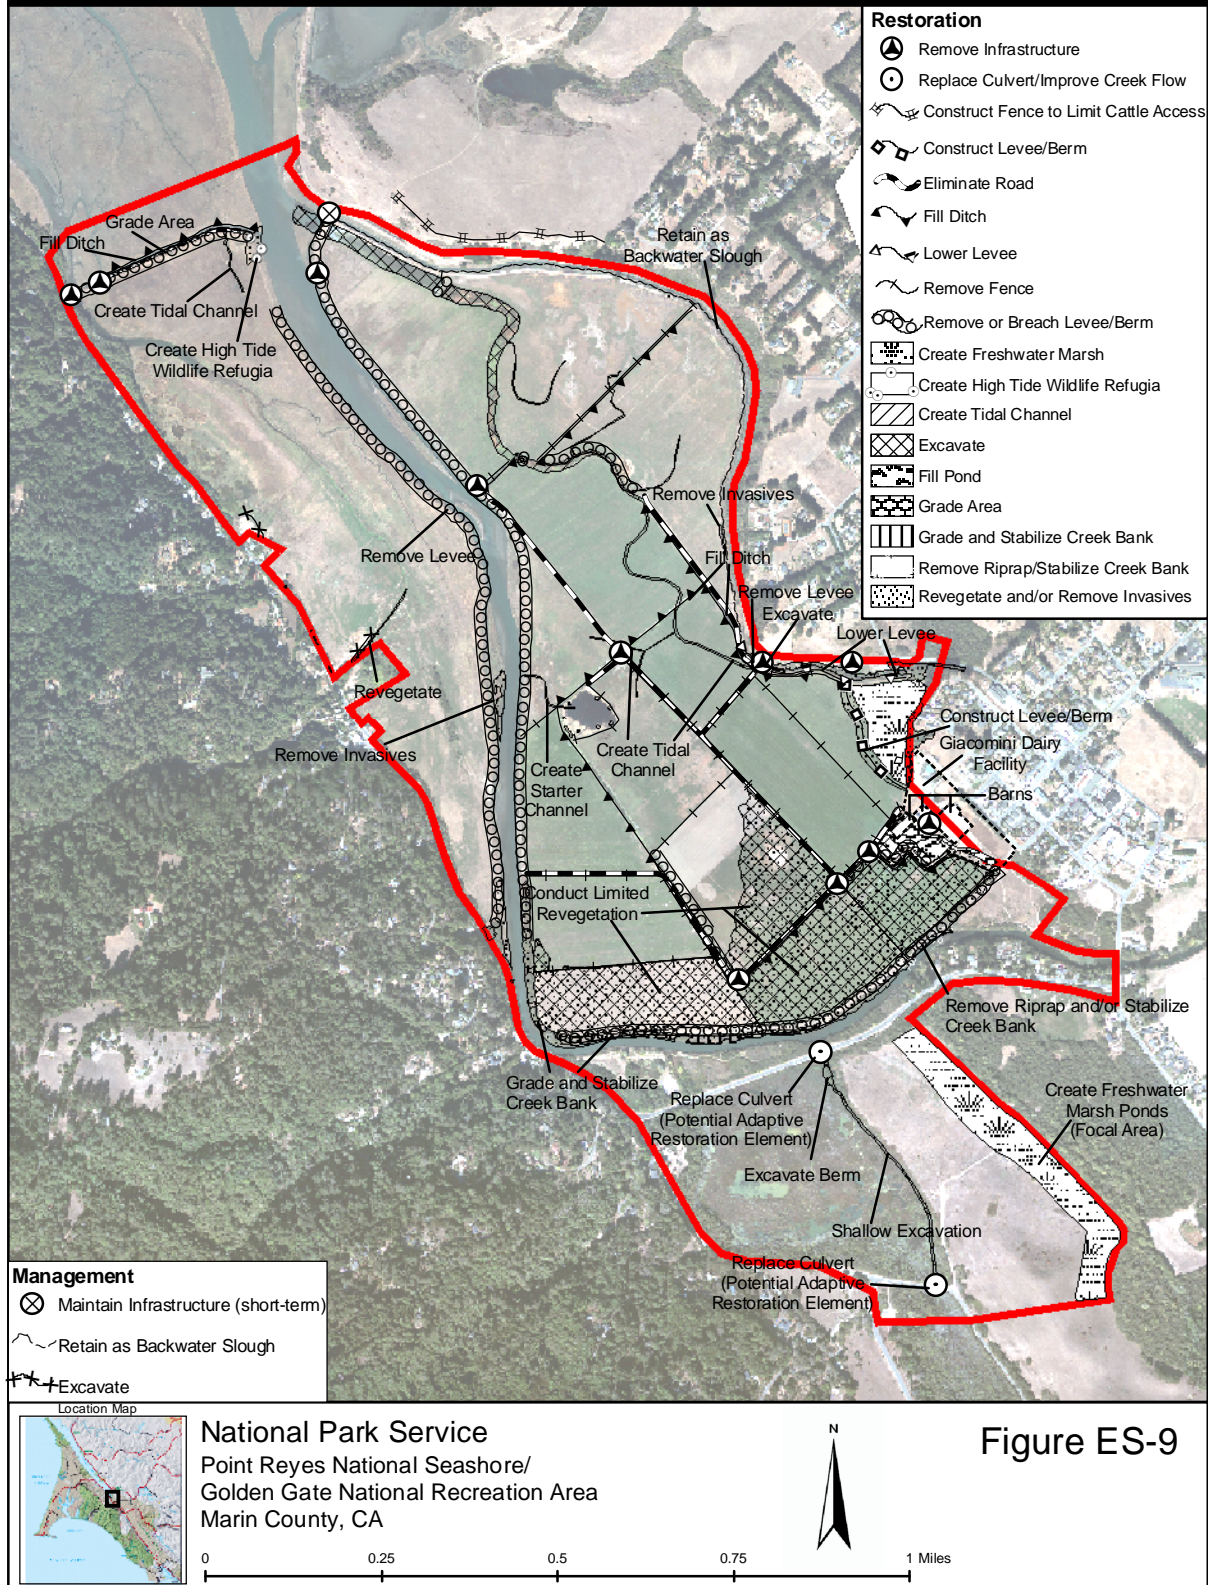 Restoration
Remove Infrastructure
Replace Culvert/Improve Creek Flow
Construct Fence to Limit Cattle Access
Construct Levee/Berm
Eliminate Road
Fill Ditch
Lower Levee
Remove Fence
Remove or Breach Levee/Berm
Create Freshwater Marsh
Create High Tide Wildlife Refugia
Create Tidal Channel
Excavate
Fill Pond
Grade Area
Grade and Stabilize Creek Bank
Remove Riprap/Stabilize Creek Bank
Revegetate and/or Remove Invasives
Grade Area
Fill Ditch
Retain as
Backwater Slough
Create Tidal Channel
Create High Tide
Wildlife Refugia
Remove Invasives
Remove Levee
Fill Ditch
Remove Levee
Excavate
Lower Levee
Revegetate
Construct Levee/Berm
Remove Invasives
Create Tidal
Channel
Giacomini Dairy
Facility
Create
Starter
Channel
Barns
Conduct Limited
Revegetation
Remove Riprap and/or Stabilize
Creek Bank
Grade and Stabilize
Creek Bank
Replace Culvert
(Potential Adaptive
Restoration Element)
Create Freshwater
Marsh Ponds
(Focal Area)
Excavate Berm
Shallow Excavation
Replace Culvert
(Potential Adaptive
Restoration Element)
Management
Maintain Infrastructure (short-term)
Retain as Backwater Slough
Excavate
Location Map
National Park Service
Point Reyes National Seashore/
Golden Gate National Recreation Area
Marin County, CA
N
Figure ES-9
0 0.25 0.5 0.75 1 Miles